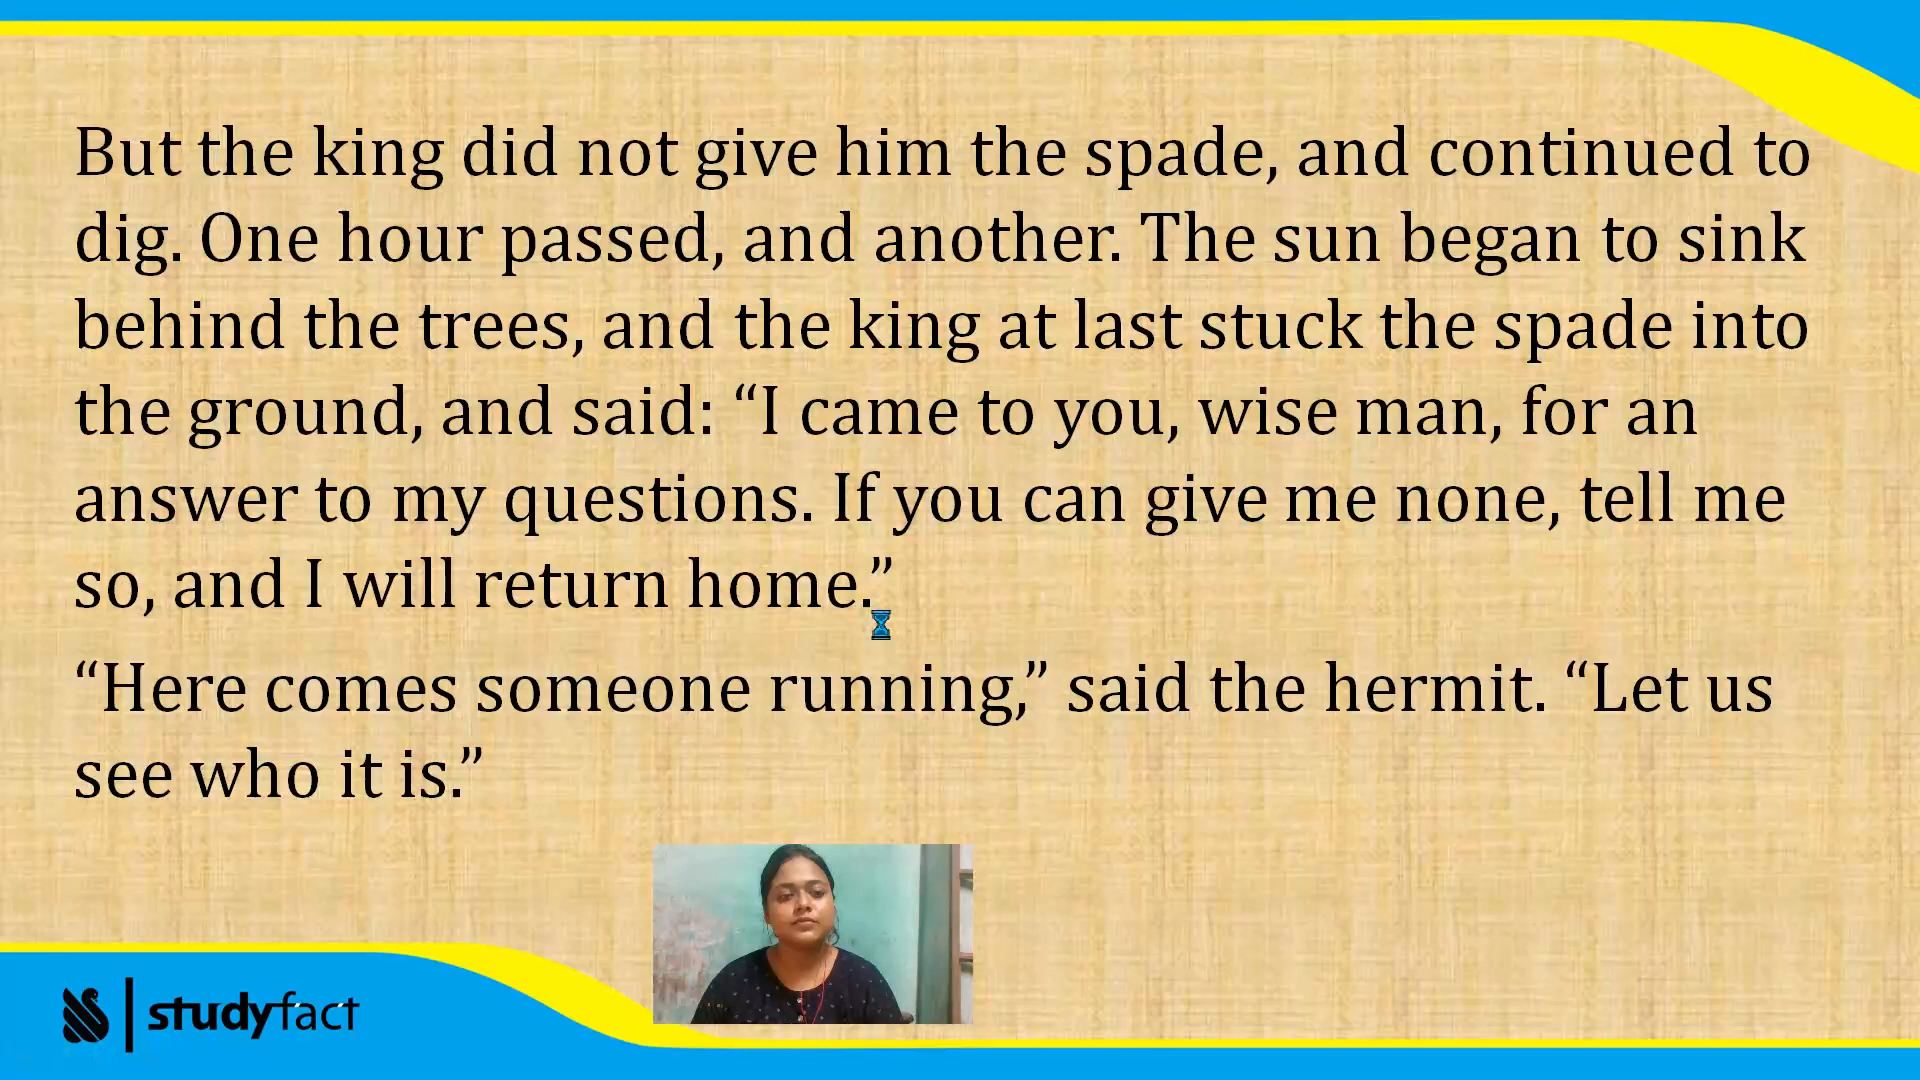 But the king did not give him the spade, and continued to
dig. One hour passed, and another. The sun began to sink
behind the trees, and the king at last stuck the spade into
the ground, and said: “I came to you, wise man, for an
answer to my questions. If you can give me none, tell me
so, and I will return home.”
“Here comes someone running,” said the hermit. “Let us
see who it is.”
studyfact